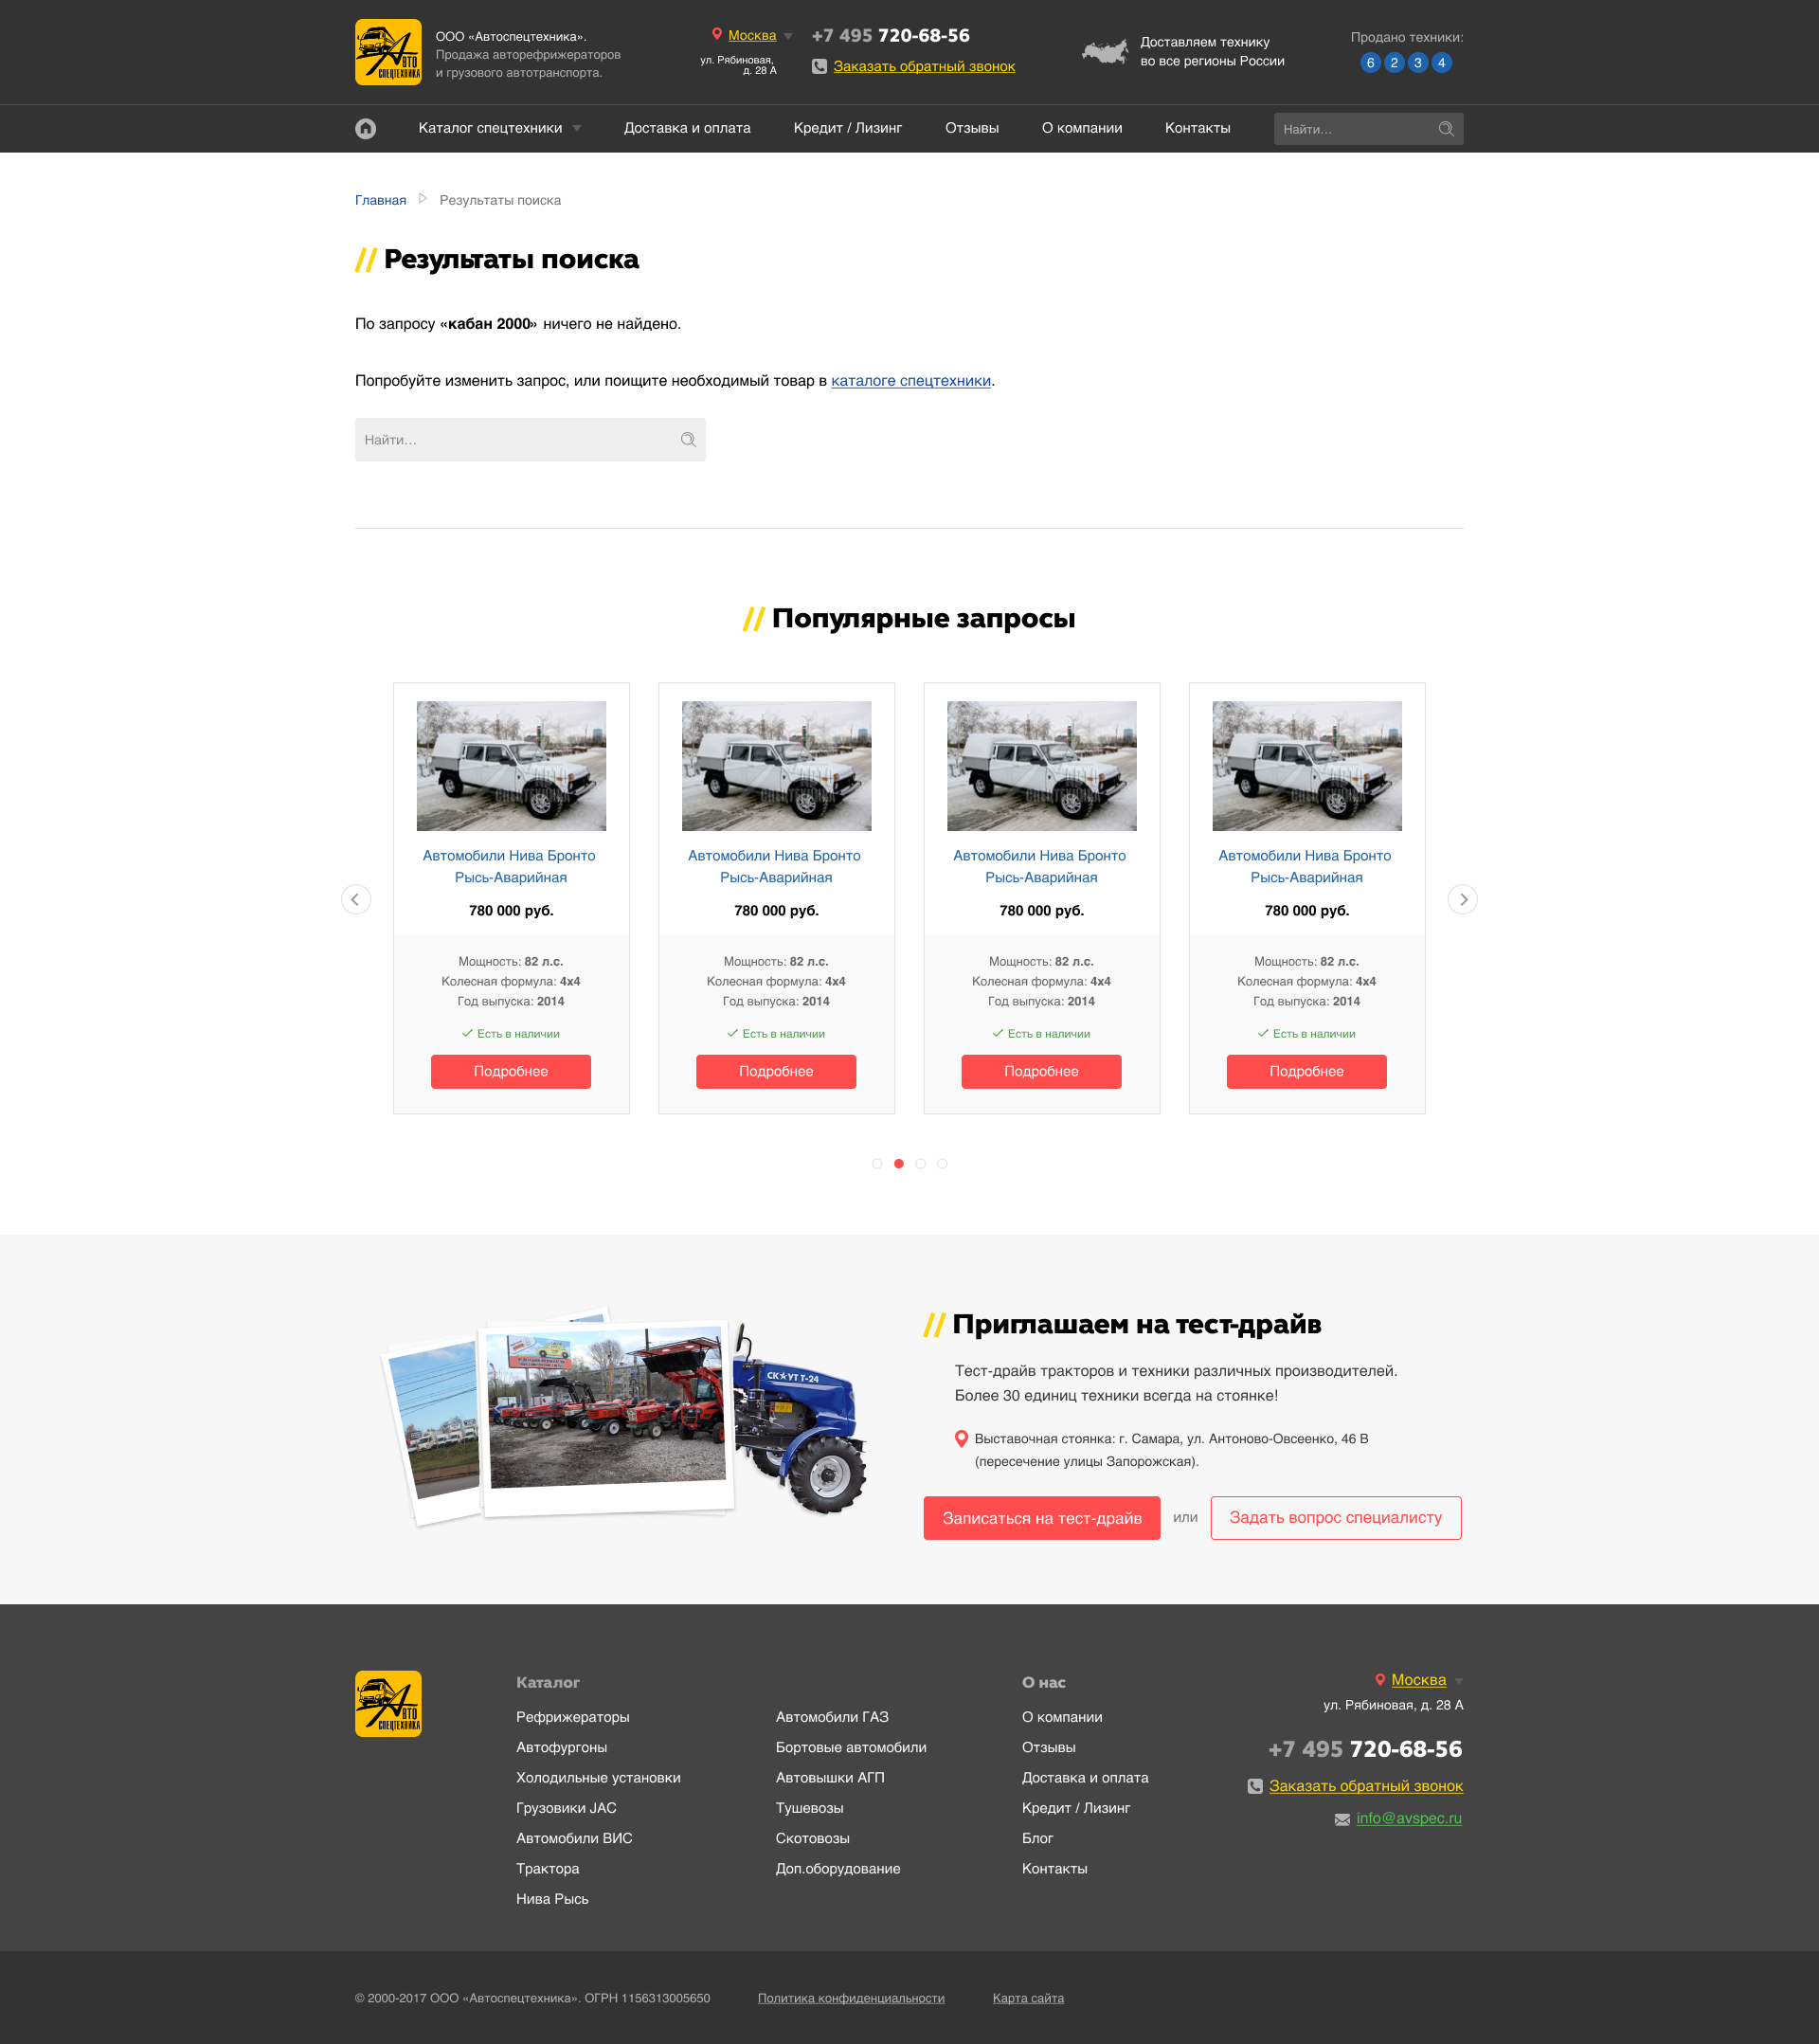 АВТО
СПЕЦТЕХНИКА
ООО «Автоспецтехника».
Продажа авторефрижераторов
и грузового автотранспорта.
Москва
ул. Рябиновая,
д. 28 А
+7 495 720-68-56
Заказать обратный звонок
Доставляем технику
во все регионы России
Продано техники:
6 2 3 4
Каталог спецтехники
Доставка и оплата
Кредит / Лизинг
Отзывы
О компании
Контакты
Найти...
Главная
Результаты поиска
// Результаты поиска
По запросу «кабан 2000» ничего не найдено.
Попробуйте изменить запрос, или поищите необходимый товар в каталоге спецтехники.
Найти...
// Популярные запросы
Автомобили Нива Бронто
Рысь-Аварийная
780 000 руб.
Мощность: 82 л.с.
Колесная формула: 4х4
Год выпуска: 2014
Есть в наличии
Подробнее
Автомобили Нива Бронто
Рысь-Аварийная
780 000 руб.
Мощность: 82 л.с.
Колесная формула: 4х4
Год выпуска: 2014
Есть в наличии
Подробнее
Автомобили Нива Бронто
Рысь-Аварийная
780 000 руб.
Мощность: 82 л.с.
Колесная формула: 4х4
Год выпуска: 2014
Есть в наличии
Подробнее
Автомобили Нива Бронто
Рысь-Аварийная
780 000 руб.
Мощность: 82 л.с.
Колесная формула: 4х4
Год выпуска: 2014
Есть в наличии
Подробнее
СКАУТ Т-24
// Приглашаем на тест-драйв
Тест-драйв тракторов и техники различных производителей.
Более 30 единиц техники всегда на стоянке!
Выставочная стоянка: г. Самара, ул. Антоново-Овсеенко, 46 В
(пересечение улицы Запорожская).
Записаться на тест-драйв
или
Задать вопрос специалисту
АВТО
СПЕЦТЕХНИКА
Каталог
Рефрижераторы
Автофургоны
Холодильные установки
Грузовики JAC
Автомобили ВИС
Трактора
Нива Рысь
Автомобили ГАЗ
Бортовые автомобили
Автовышки АГП
Тушевозы
Скотовозы
Доп.оборудование
О нас
О компании
Отзывы
Доставка и оплата
Кредит / Лизинг
Блог
Контакты
Москва
ул. Рябиновая, д. 28 А
+7 495 720-68-56
Заказать обратный звонок
info@avspec.ru
© 2000-2017 ООО «Автоспецтехника». ОГРН 1156313005650
Политика конфиденциальности
Карта сайта